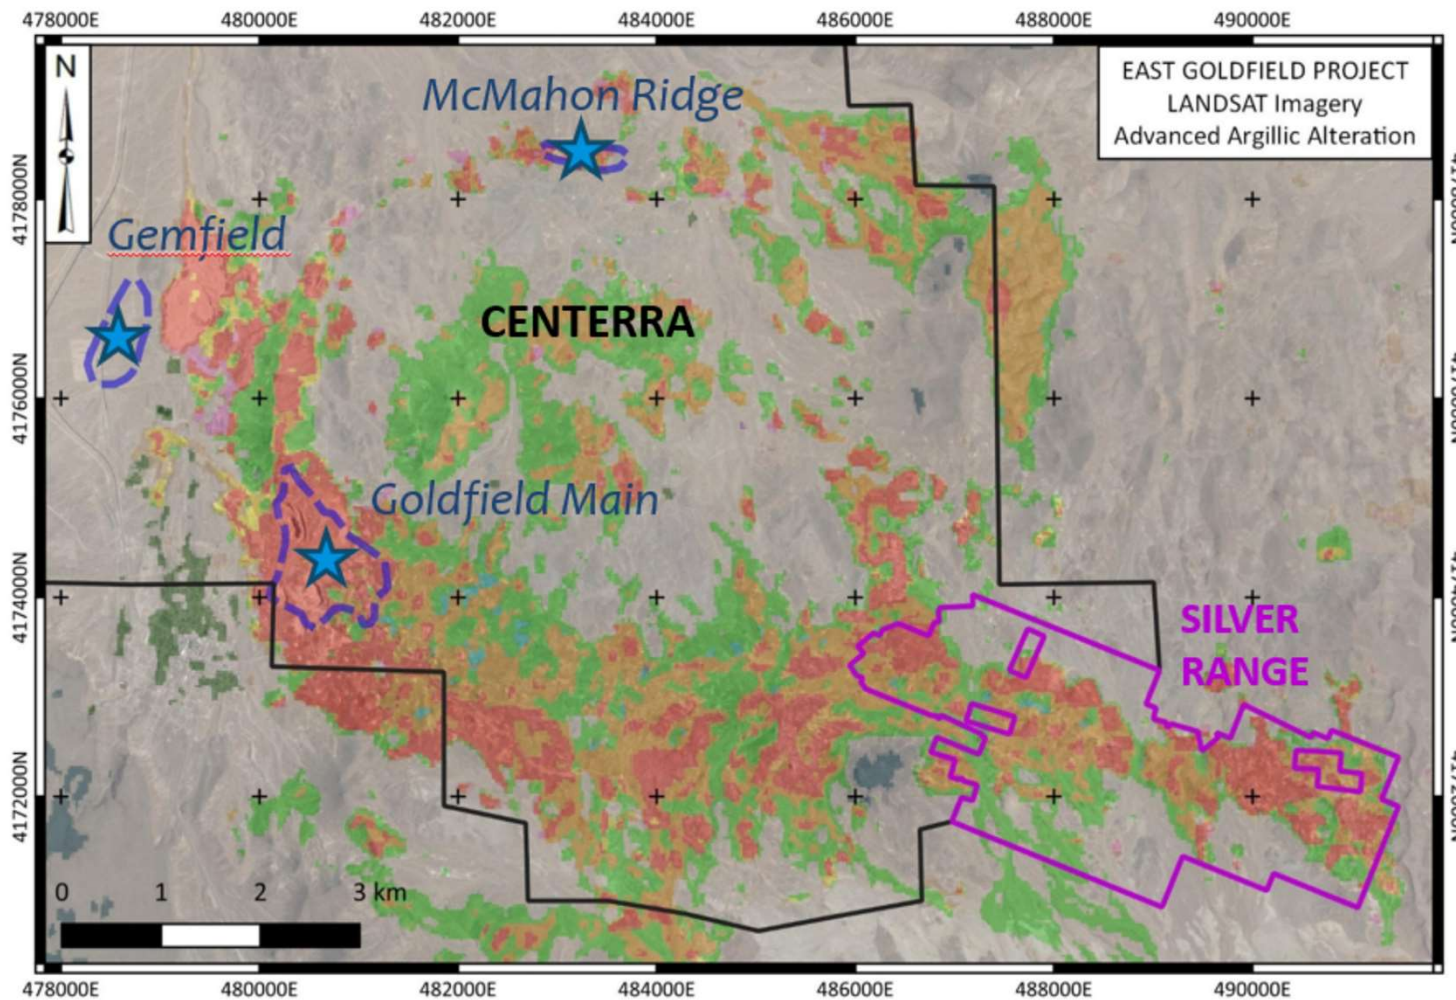 478000E 480000E 482000E 484000E 486000E 488000E 490000E
N
EAST GOLDFIELD PROJECT
LANDSAT Imagery
Advanced Argillic Alteration
McMahon Ridge
4178000N
Gemfield
CENTERRA
4176000N
Goldfield Main
4174000N
SILVER
RANGE
4172000N
0 1 2 3 km
478000E 480000E 482000E 484000E 486000E 488000E 490000E